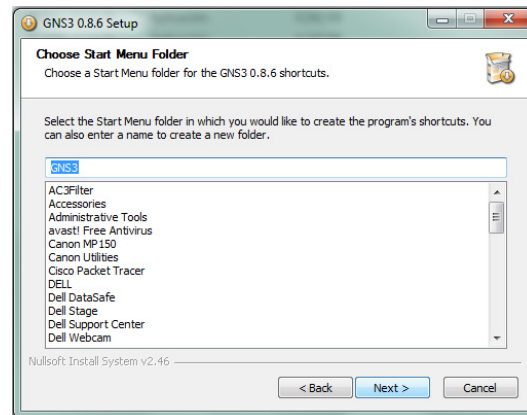 GNS3 0.8.6 Setup
Choose Start Menu Folder
Choose a Start Menu folder for the GNS3 0.8.6 shortcuts.
Select the Start Menu folder in which you would like to create the program's shortcuts. You
can also enter a name to create a new folder.
GNS3
AC3Filter
Accessories
Administrative Tools
avast! Free Antivirus
Canon MP150
Canon Utilities
Cisco Packet Tracer
DELL
Dell DataSafe
Dell Stage
Dell Support Center
Dell Webcam
Nullsoft Install System v2.46
< Back Next > Cancel